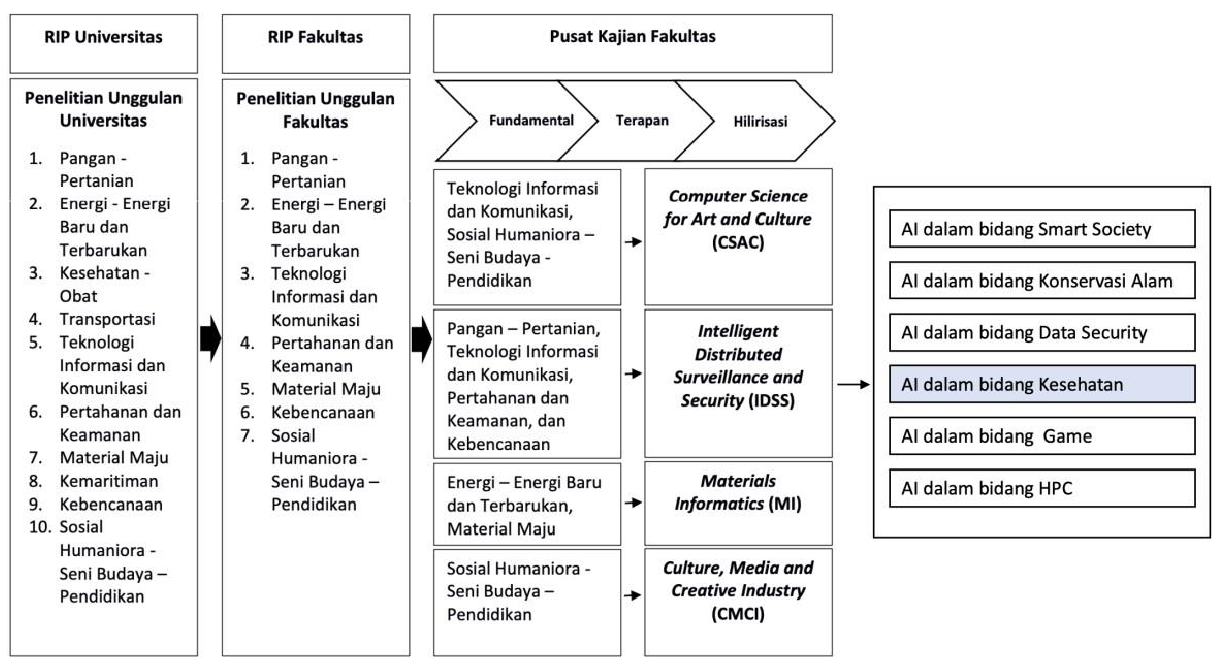 RIP Universitas
Penelitian Unggulan
Universitas
1. Pangan -
Pertanian
2. Energi - Energi
Baru dan
Terbarukan
3. Kesehatan -
Obat
4. Transportasi
5. Teknologi
Informasi dan
Komunikasi
6. Pertahanan dan
Keamanan
7. Material Maju
8. Kemaritiman
9. Kebencanaan
10. Sosial
Humaniora -
Seni Budaya –
Pendidikan
RIP Fakultas
Penelitian Unggulan
Fakultas
1. Pangan -
Pertanian
2. Energi – Energi
Baru dan
Terbarukan
3. Teknologi
Informasi dan
Komunikasi
4. Pertahanan dan
Keamanan
5. Material Maju
6. Kebencanaan
7. Sosial
Humaniora -
Seni Budaya –
Pendidikan
Pusat Kajian Fakultas
Fundamental
Terapan
Hilirisasi
Teknologi Informasi
dan Komunikasi,
Sosial Humaniora –
Seni Budaya -
Pendidikan
Computer Science
for Art and Culture
(CSAC)
Pangan – Pertanian,
Teknologi Informasi
dan Komunikasi,
Pertahanan dan
Keamanan, dan
Kebencanaan
Intelligent
Distributed
Surveillance and
Security (IDSS)
Energi – Energi Baru
dan Terbarukan,
Material Maju
Materials
Informatics (MI)
Sosial Humaniora -
Seni Budaya –
Pendidikan
Culture, Media and
Creative Industry
(CMCI)
AI dalam bidang Smart Society
AI dalam bidang Konservasi Alam
AI dalam bidang Data Security
AI dalam bidang Kesehatan
AI dalam bidang Game
AI dalam bidang HPC